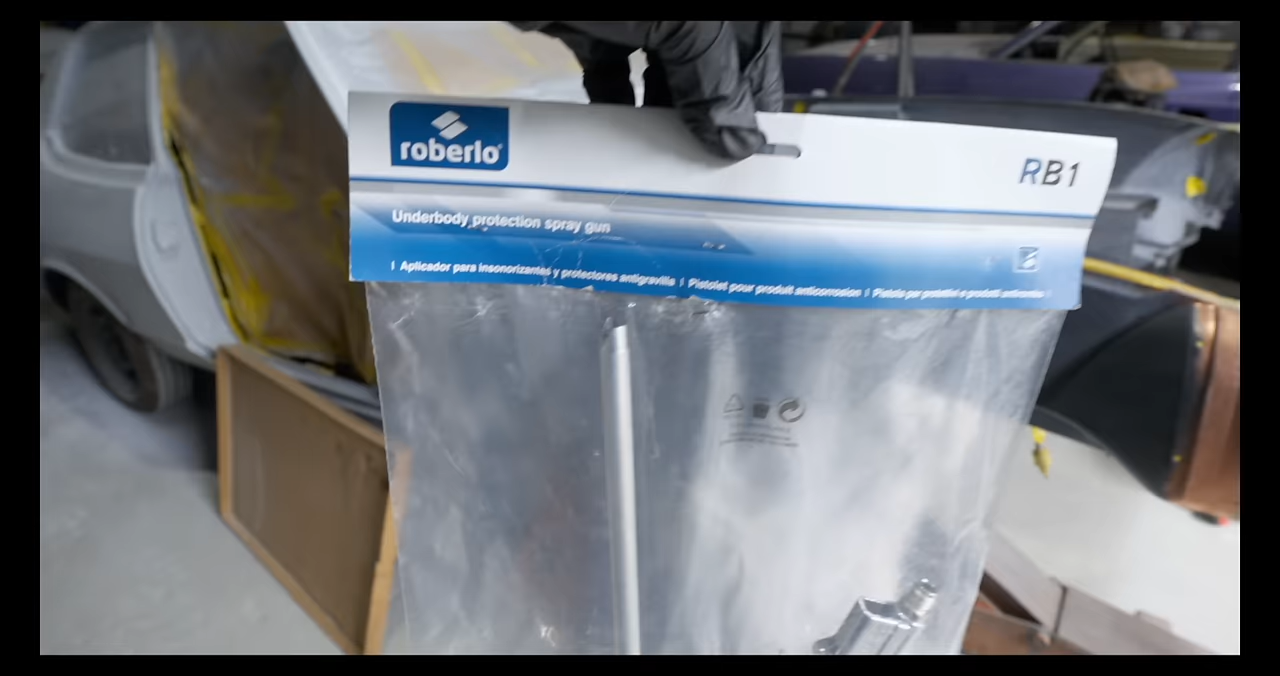 roberlo
RB1
Underbody protection spray gun
| Aplicador para insonorizantes y protectores antigravilla | Pistolet pour produit anticorrosion | Pistola per protettivi e prodotti